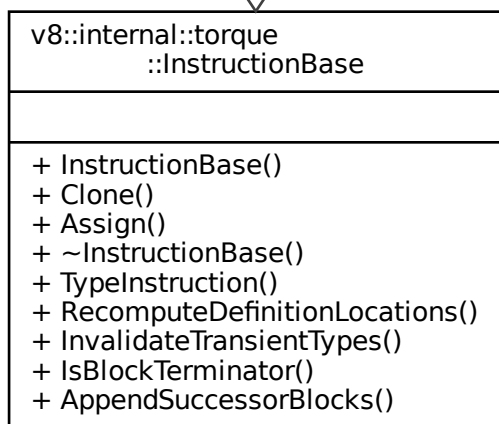 v8::internal::torque
::InstructionBase
+ InstructionBase()
+ Clone()
+ Assign()
+ ~InstructionBase()
+ TypeInstruction()
+ RecomputeDefinitionLocations()
+ InvalidateTransientTypes()
+ IsBlockTerminator()
+ AppendSuccessorBlocks()